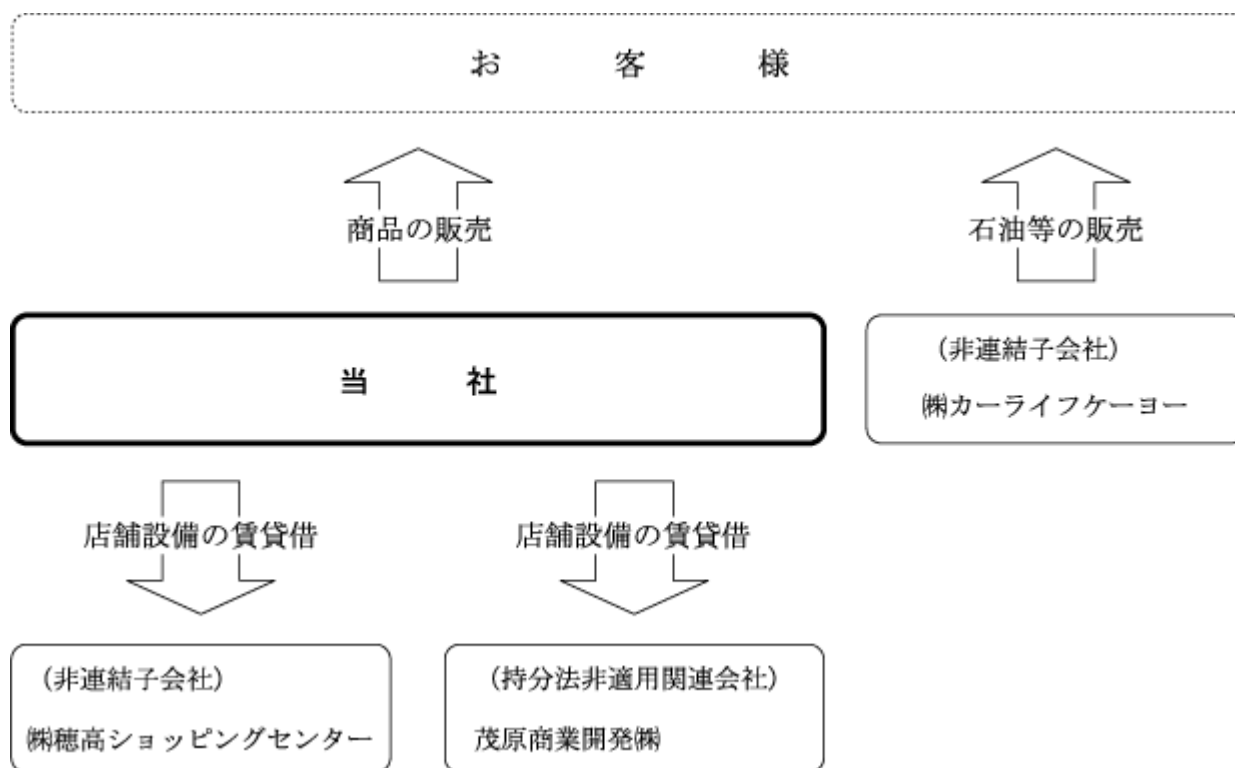 お客様
商品の販売
石油等の販売
当社
(非連結子会社)
㈱カーライフケーヨー
店舗設備の賃貸借
店舗設備の賃貸借
(非連結子会社)
㈱穂高ショッピングセンター
(持分法非適用関連会社)
茂原商業開発㈱